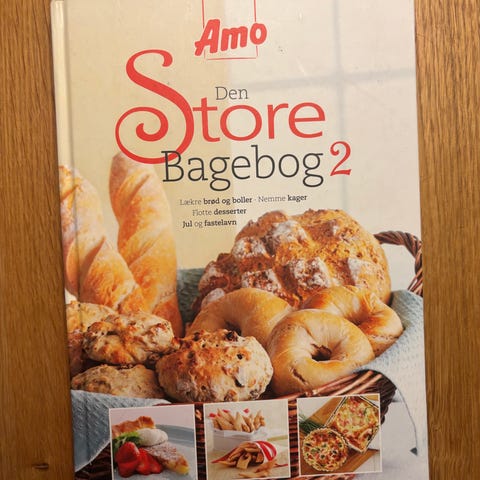 Amo
Den
Store
Bagebog 2
Lækre brød og boller · Nemme kager
Flotte desserter
Jul og fastelavn